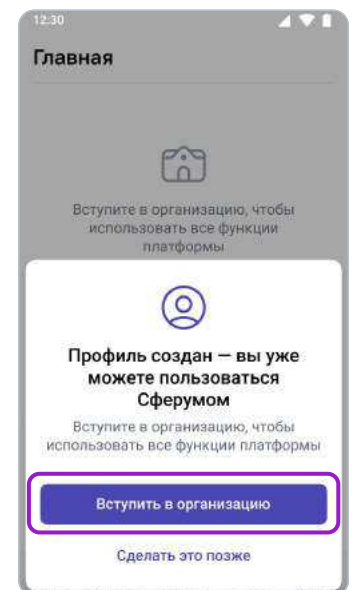 12:30
Главная
Вступите в организацию, чтобы
использовать все функции
платформы
Профиль создан — вы уже
можете пользоваться
Сферумом
Вступите в организацию, чтобы
использовать все функции платформы
Вступить в организацию
Сделать это позже